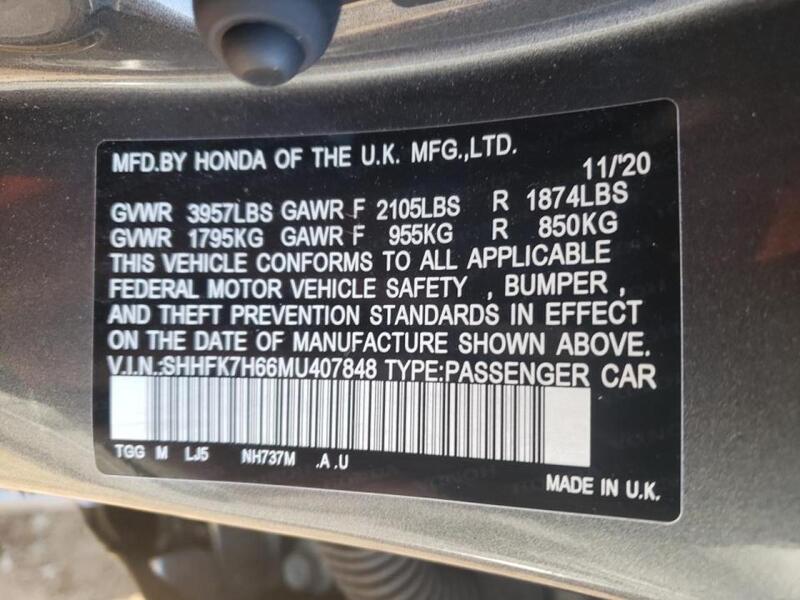 MFD.BY HONDA OF THE U.K. MFG.,LTD. 11/'20
GVWR 3957LBS GAWR F 2105LBS R 1874LBS
GVWR 1795KG GAWR F 955KG R 850KG
THIS VEHICLE CONFORMS TO ALL APPLICABLE
FEDERAL MOTOR VEHICLE SAFETY , BUMPER ,
AND THEFT PREVENTION STANDARDS IN EFFECT
ON THE DATE OF MANUFACTURE SHOWN ABOVE.
V.I.N.:SHHFK7H66MU407848 TYPE:PASSENGER CAR
TGG M LJ5 NH737M .A .U
MADE IN U.K.